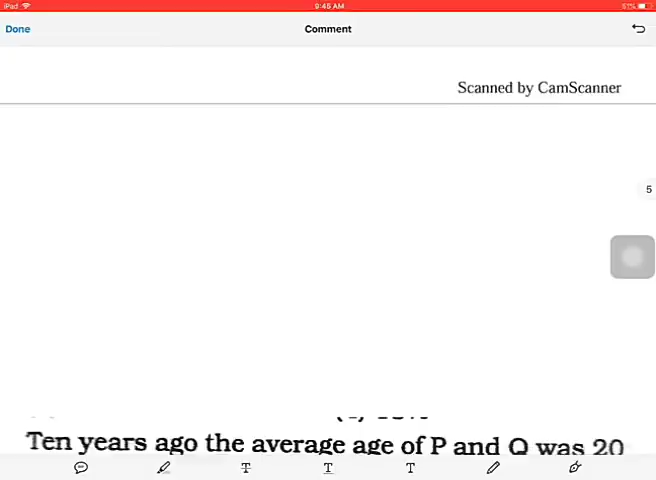 iPad
9:45 AM
51%
Done
Comment
Scanned by CamScanner
5
Ten years ago the average age of P and Q was 20
T
T
T